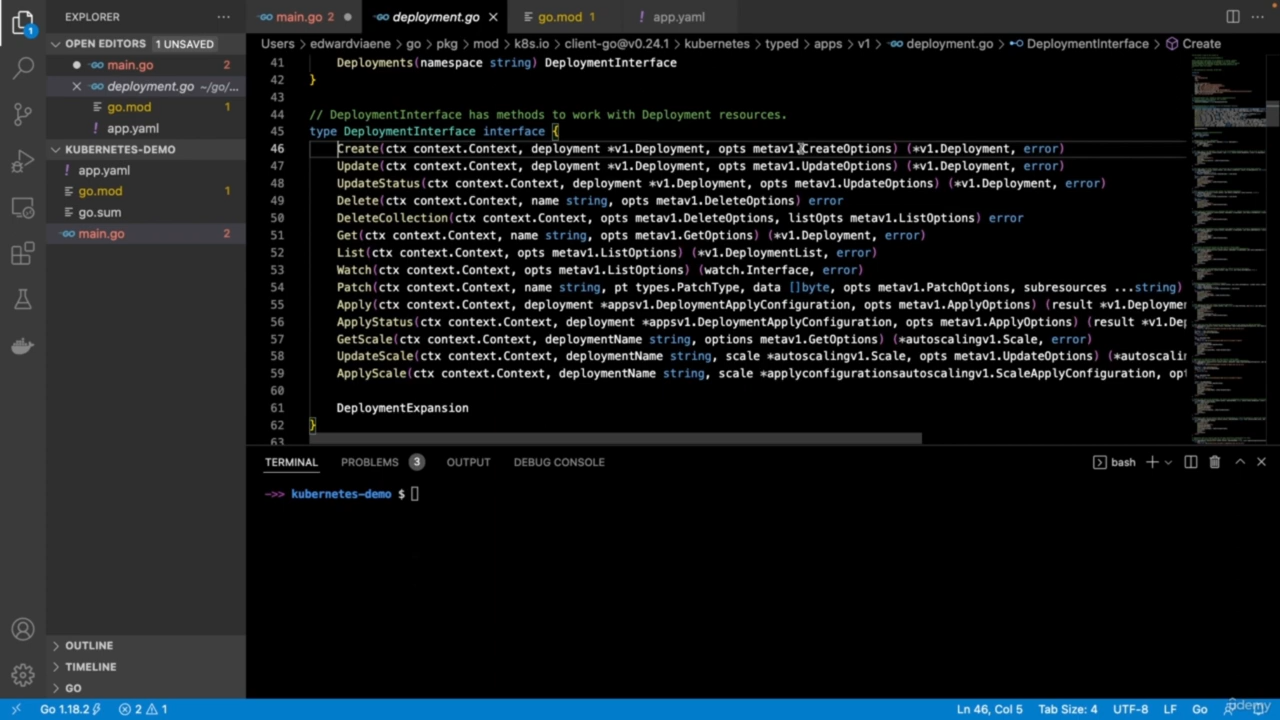 EXPLORER
OPEN EDITORS 1 UNSAVED
main.go 2
deployment.go ~/go/...
go.mod 1
app.yaml
KUBERNETES-DEMO
app.yaml
go.mod 1
go.sum
main.go 2
OUTLINE
TIMELINE
GO
main.go 2 deployment.go go.mod 1 app.yaml
Users > edwardviaene > go > pkg > mod > k8s.io > client-go@v0.24.1 > kubernetes > typed > apps > v1 > deployment.go > DeploymentInterface > Create
41 Deployments(namespace string) DeploymentInterface
42 }
43
44 // DeploymentInterface has methods to work with Deployment resources.
45 type DeploymentInterface interface {
46 Create(ctx context.Context, deployment *v1.Deployment, opts metav1.CreateOptions) (*v1.Deployment, error)
47 Update(ctx context.Context, deployment *v1.Deployment, opts metav1.UpdateOptions) (*v1.Deployment, error)
48 UpdateStatus(ctx context.Context, deployment *v1.Deployment, opts metav1.UpdateOptions) (*v1.Deployment, error)
49 Delete(ctx context.Context, name string, opts metav1.DeleteOptions) error
50 DeleteCollection(ctx context.Context, opts metav1.DeleteOptions, listOpts metav1.ListOptions) error
51 Get(ctx context.Context, name string, opts metav1.GetOptions) (*v1.Deployment, error)
52 List(ctx context.Context, opts metav1.ListOptions) (*v1.DeploymentList, error)
53 Watch(ctx context.Context, opts metav1.ListOptions) (watch.Interface, error)
54 Patch(ctx context.Context, name string, pt types.PatchType, data []byte, opts metav1.PatchOptions, subresources ...string)
55 Apply(ctx context.Context, deployment *appsv1.DeploymentApplyConfiguration, opts metav1.ApplyOptions) (result *v1.Deployme
56 ApplyStatus(ctx context.Context, deployment *appsv1.DeploymentApplyConfiguration, opts metav1.ApplyOptions) (result *v1.Dep
57 GetScale(ctx context.Context, deploymentName string, options metav1.GetOptions) (*autoscalingv1.Scale, error)
58 UpdateScale(ctx context.Context, deploymentName string, scale *autoscalingv1.Scale, opts metav1.UpdateOptions) (*autoscalin
59 ApplyScale(ctx context.Context, deploymentName string, scale *applyconfigurationsautoscalingv1.ScaleApplyConfiguration, opt
60
61 DeploymentExpansion
62 }
63
TERMINAL PROBLEMS 3 OUTPUT DEBUG CONSOLE bash
->> kubernetes-demo $
Go 1.18.2 2 1 Ln 46, Col 5 Tab Size: 4 UTF-8 LF Go
udemy